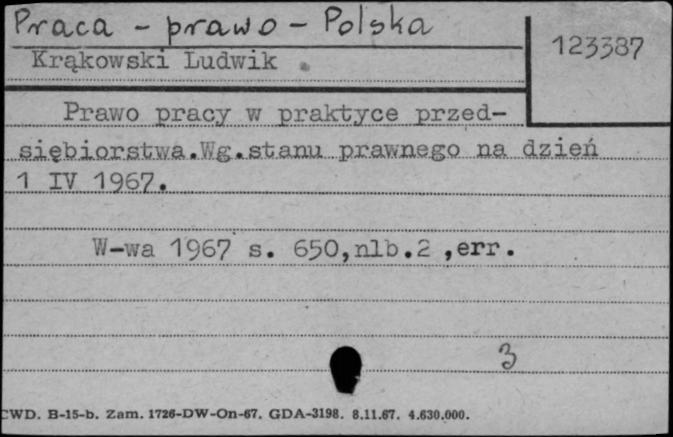 Praca - prawo - Polska
123387
Krąkowski Ludwik
Prawo pracy w praktyce przed-
siębiorstwa.Wg.stanu prawnego na dzień
1 IV 1967.
W-wa 1967 s. 650,nlb.2 ,err.
3
CWD. B-15-b. Zam. 1726-DW-On-67. GDA-3198. 8.11.67. 4.630.000.